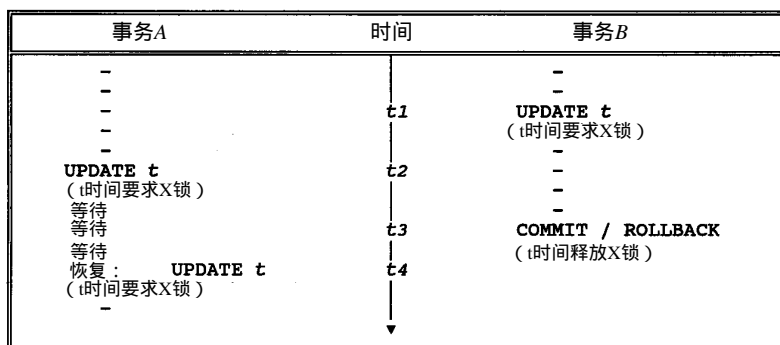 事务A 时间 事务B
–
–
–
–
–
–
–
t1 UPDATE t
(t时间要求X锁)
–
UPDATE t t2 –
(t时间要求X锁) –
等待 –
等待 t3 COMMIT / ROLLBACK
等待 (t时间释放X锁)
恢复: UPDATE t t4
(t时间要求X锁)
–